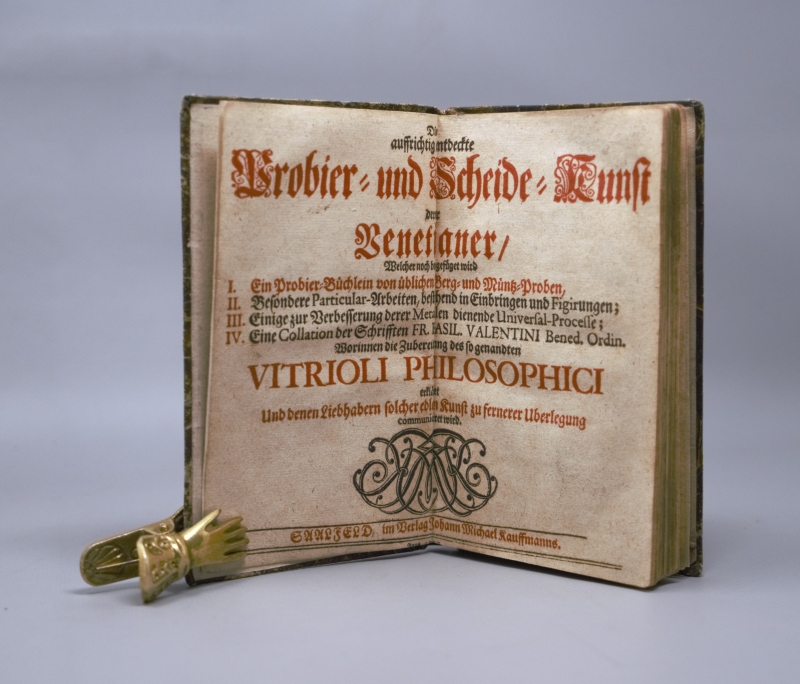 Die
auffrichtig entdeckte
Probier- und Scheide-Kunst
derer
Venetianer/
Welcher noch beygefüget wird
I. Ein Probier-Büchlein von üblichen Berg- und Müntz-Proben,
II. Besondere Particular-Arbeiten, bestehend in Einbringen und Figirungen;
III. Einige zur Verbesserung derer Metallen dienende Universal-Processe;
IV. Eine Collation der Schrifften FR. BASIL. VALENTINI Bened. Ordin.
Worinnen die Zubereitung des so genandten
VITRIOLI PHILOSOPHICI
erklärt
Und denen Liebhabern solcher edlen Kunst zu fernerer Uberlegung
communiciret wird.
SAALFELD, im Verlag Johann Michael Kauffmanns.